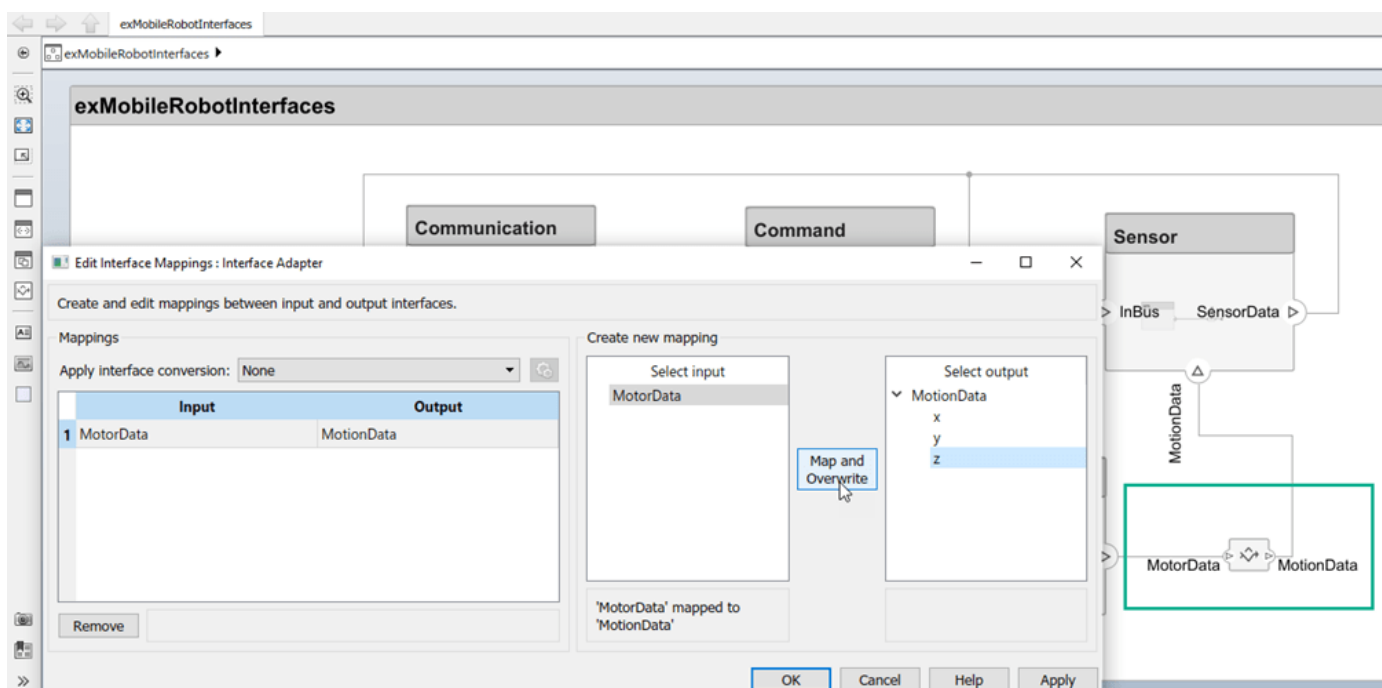 exMobileRobotInterfaces
exMobileRobotInterfaces
exMobileRobotInterfaces
Communication
Command
Sensor
InBus
SensorData
MotionData
MotorData
MotionData
Edit Interface Mappings : Interface Adapter
Create and edit mappings between input and output interfaces.
Mappings
Apply interface conversion: None
Input Output
1 MotorData MotionData
Remove
Create new mapping
Select input
MotorData
Map and
Overwrite
Select output
MotionData
x
y
z
'MotorData' mapped to
'MotionData'
OK Cancel Help Apply